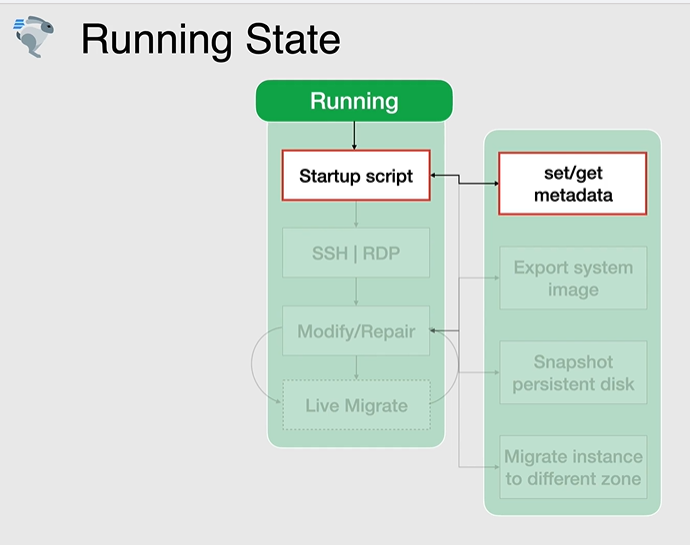 Running State
Running
Startup script
SSH | RDP
Modify/Repair
Live Migrate
set/get
metadata
Export system
image
Snapshot
persistent disk
Migrate instance
to different zone